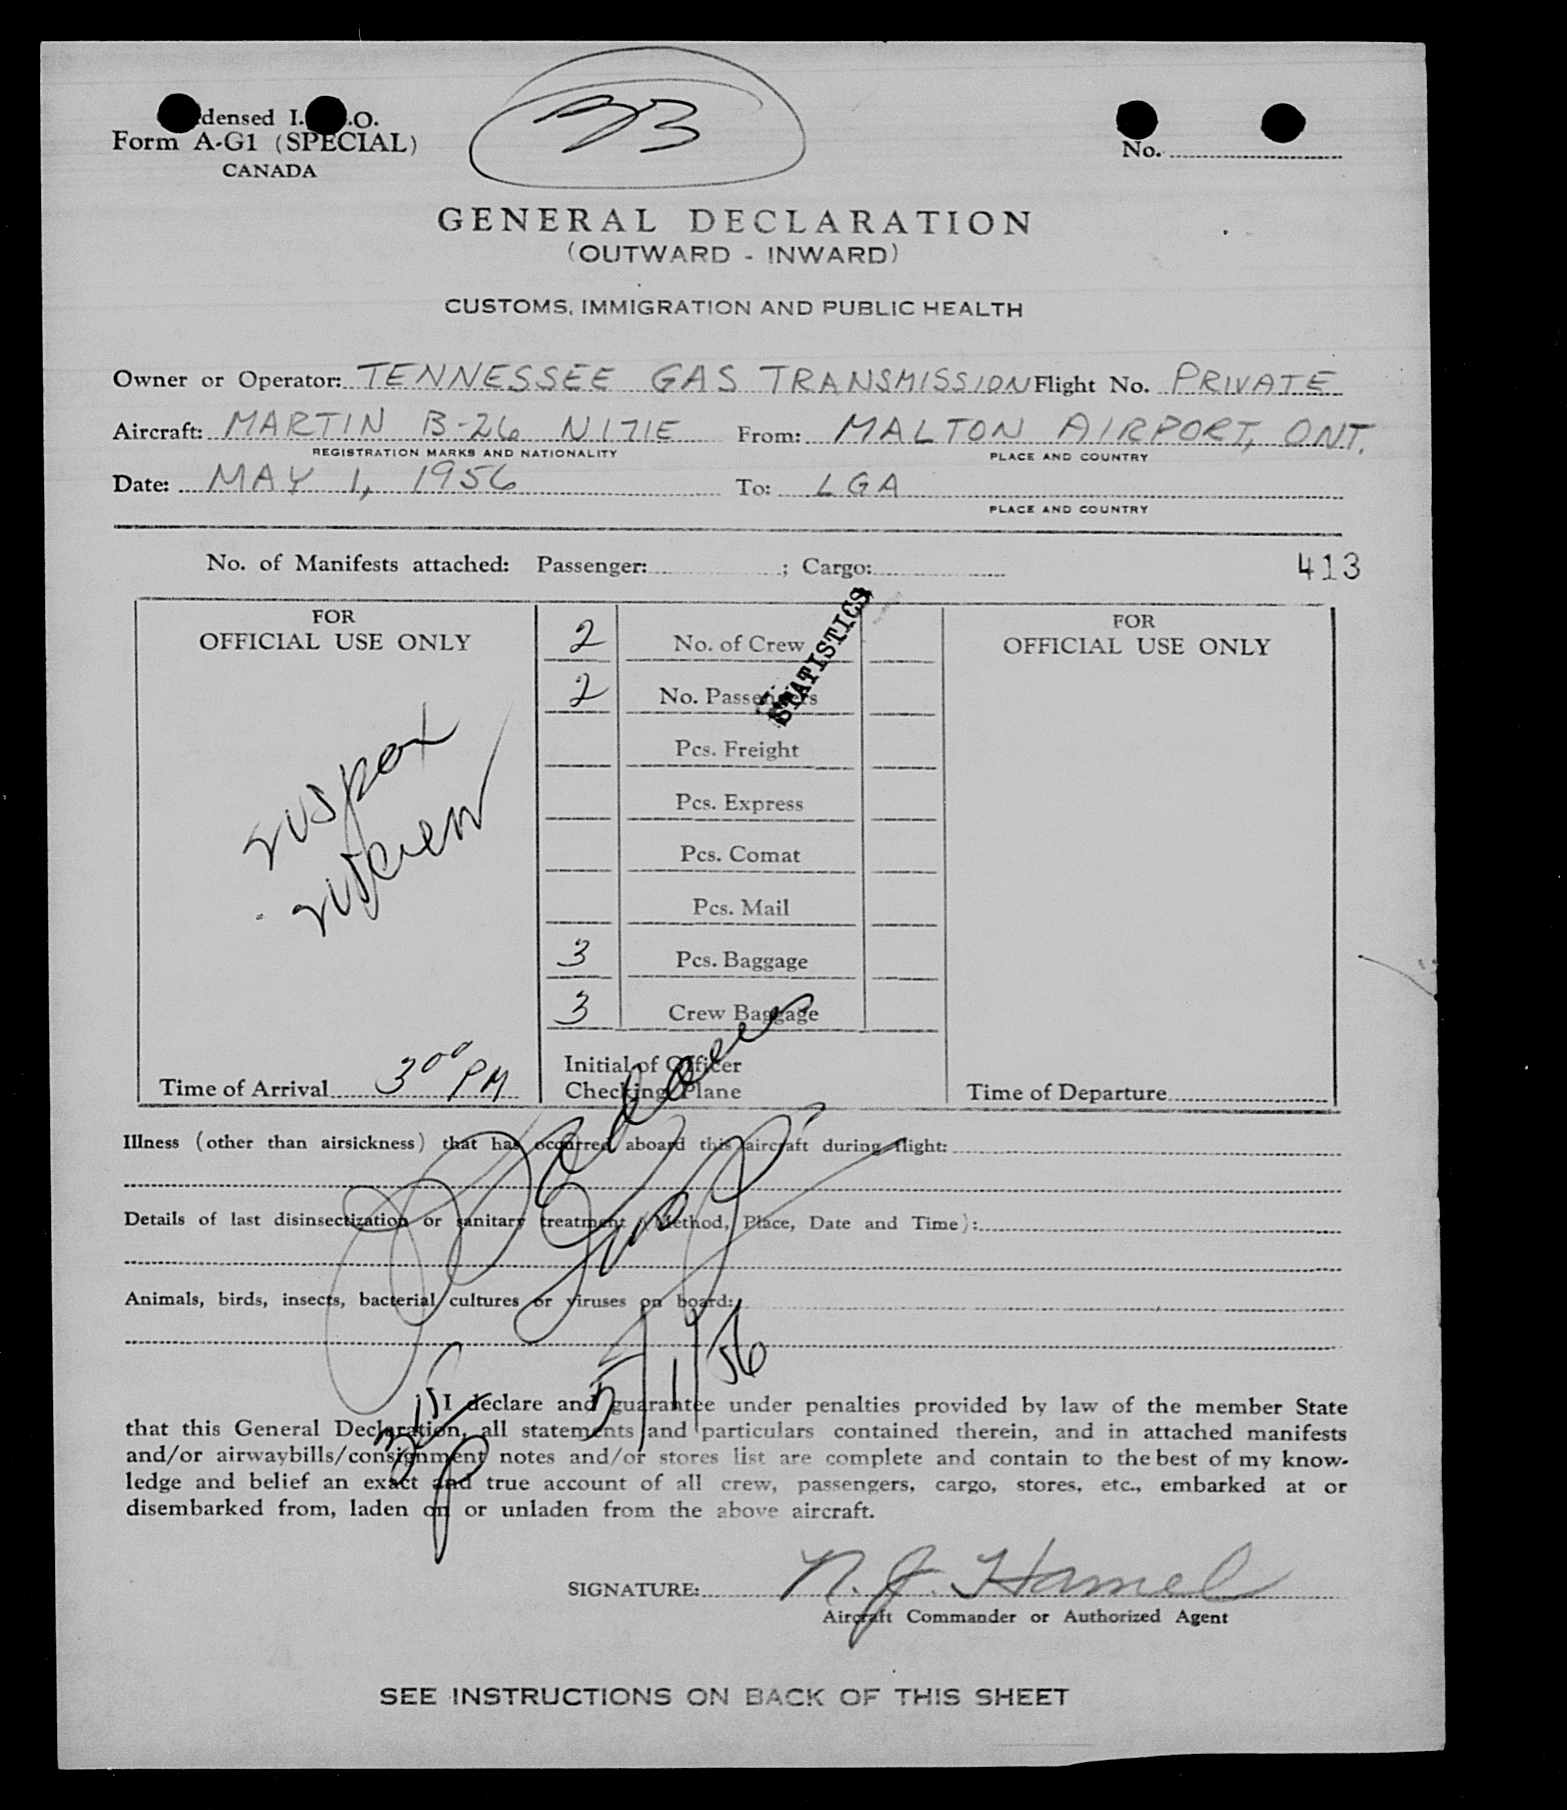 densed I. .O.
Form A-G1 (SPECIAL)
CANADA
No.
GENERAL DECLARATION
(OUTWARD - INWARD)
CUSTOMS, IMMIGRATION AND PUBLIC HEALTH
Owner or Operator: TENNESSEE GAS TRANSMISSION Flight No. PRIVATE
Aircraft: MARTIN B-26 N171E From: MALTON AIRPORT, ONT.
REGISTRATION MARKS AND NATIONALITY PLACE AND COUNTRY
Date: MAY 1, 1956 To: LGA
PLACE AND COUNTRY
No. of Manifests attached: Passenger: ; Cargo: 413
FOR
OFFICIAL USE ONLY
2 No. of Crew
2 No. Passengers
STATISTICS
Pcs. Freight
Pcs. Express
Pcs. Comat
Pcs. Mail
3 Pcs. Baggage
3 Crew Baggage
Time of Arrival 3 00 PM
Initial of Officer
Checking Plane
FOR
OFFICIAL USE ONLY
Time of Departure
Illness (other than airsickness) that has occurred aboard this aircraft during flight:
Details of last disinsectization or sanitary treatment (Method, Place, Date and Time):
Animals, birds, insects, bacterial cultures or viruses on board:
5/1/56
I declare and guarantee under penalties provided by law of the member State
that this General Declaration, all statements and particulars contained therein, and in attached manifests
and/or airwaybills/consignment notes and/or stores list are complete and contain to the best of my know-
ledge and belief an exact and true account of all crew, passengers, cargo, stores, etc., embarked at or
disembarked from, laden on or unladen from the above aircraft.
SIGNATURE: N. J. Hamel
Aircraft Commander or Authorized Agent
SEE INSTRUCTIONS ON BACK OF THIS SHEET